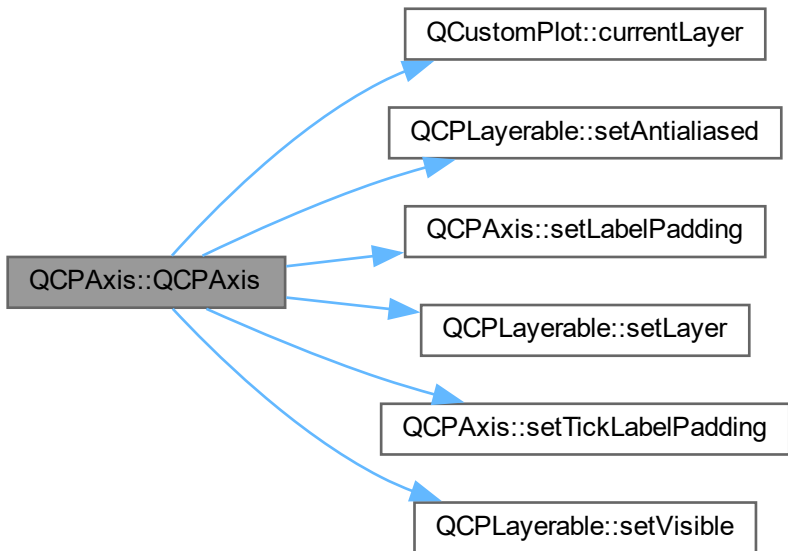 QCustomPlot::currentLayer
QCPLayerable::setAntialiased
QCPAxis::setLabelPadding
QCPAxis::QCPAxis
QCPLayerable::setLayer
QCPAxis::setTickLabelPadding
QCPLayerable::setVisible